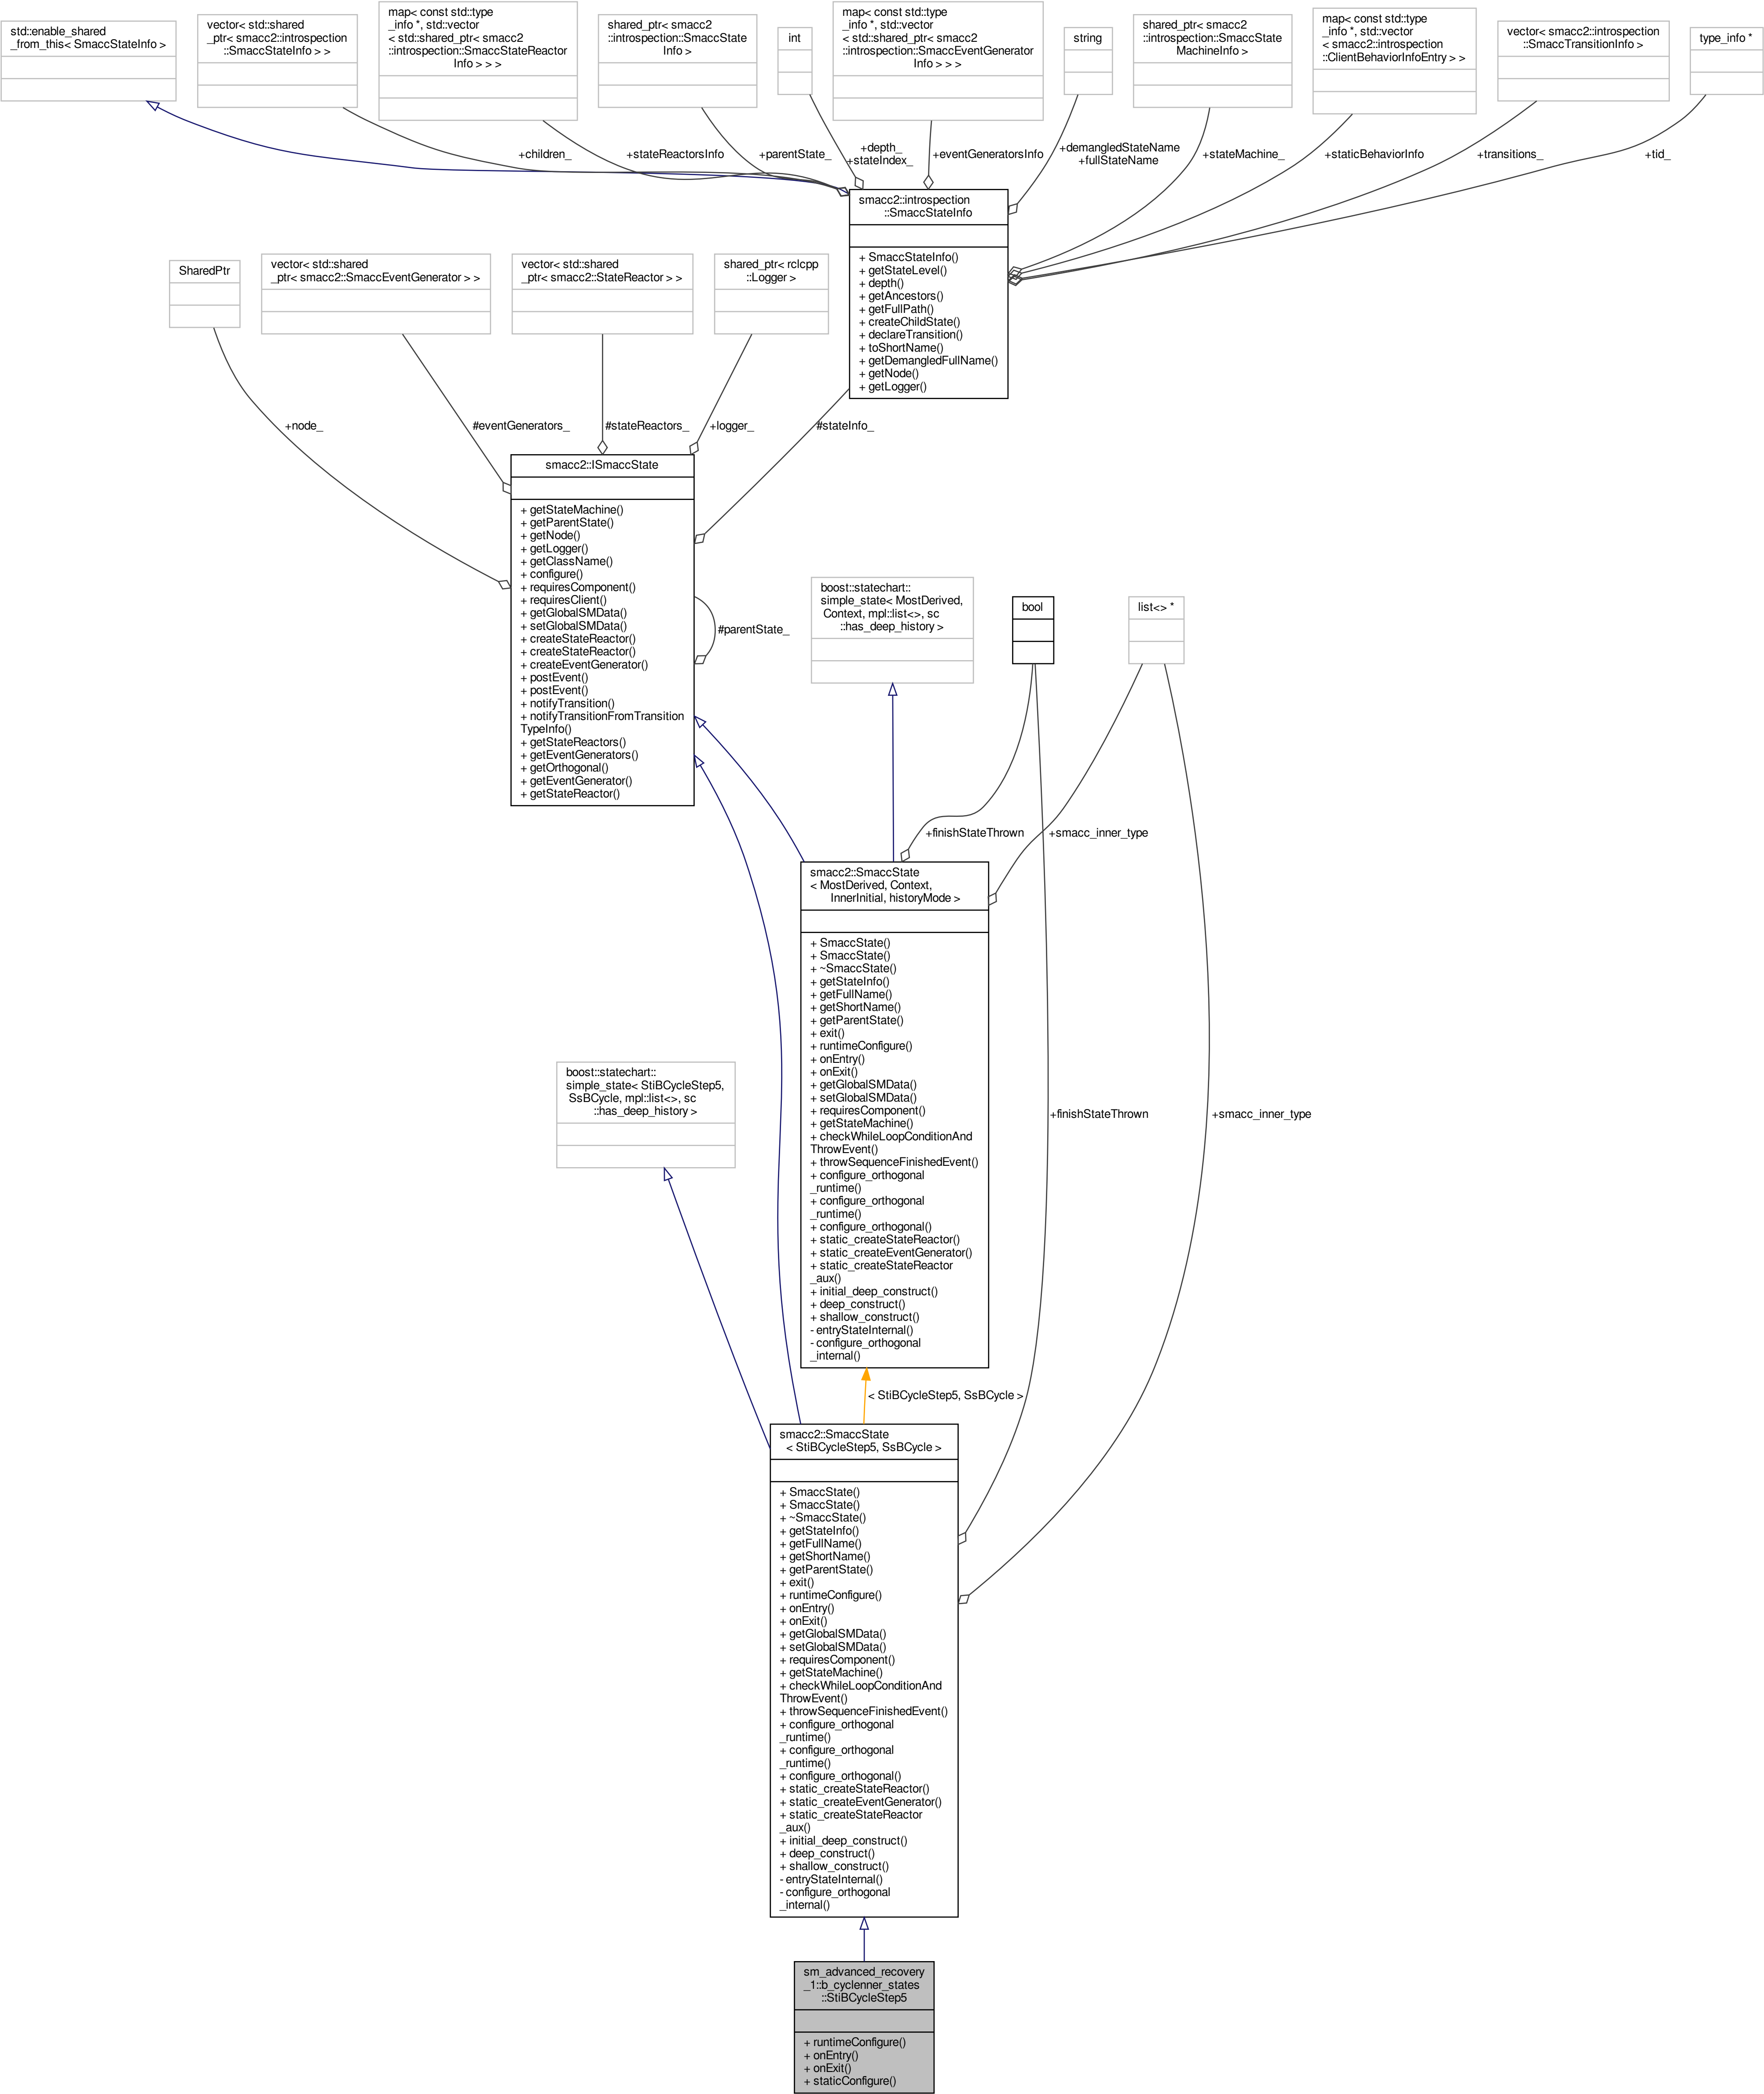 std::enable_shared
_from_this< SmaccStateInfo >
vector< std::shared
_ptr< smacc2::introspection
::SmaccStateInfo > >
map< const std::type
_info *, std::vector
< std::shared_ptr< smacc2
::introspection::SmaccStateReactor
Info > > >
shared_ptr< smacc2
::introspection::SmaccState
Info >
int
map< const std::type
_info *, std::vector
< std::shared_ptr< smacc2
::introspection::SmaccEventGenerator
Info > > >
string
shared_ptr< smacc2
::introspection::SmaccState
MachineInfo >
map< const std::type
_info *, std::vector
< smacc2::introspection
::ClientBehaviorInfoEntry > >
vector< smacc2::introspection
::SmaccTransitionInfo >
type_info *
+children_
+stateReactorsInfo
+parentState_
+depth_
+stateIndex_
+eventGeneratorsInfo
+demangledStateName
+fullStateName
+stateMachine_
+staticBehaviorInfo
+transitions_
+tid_
smacc2::introspection
::SmaccStateInfo
+ SmaccStateInfo()
+ getStateLevel()
+ depth()
+ getAncestors()
+ getFullPath()
+ createChildState()
+ declareTransition()
+ toShortName()
+ getDemangledFullName()
+ getNode()
+ getLogger()
SharedPtr
vector< std::shared
_ptr< smacc2::SmaccEventGenerator > >
vector< std::shared
_ptr< smacc2::StateReactor > >
shared_ptr< rclcpp
::Logger >
+node_
#eventGenerators_
#stateReactors_
+logger_
#stateInfo_
smacc2::ISmaccState
+ getStateMachine()
+ getParentState()
+ getNode()
+ getLogger()
+ getClassName()
+ configure()
+ requiresComponent()
+ requiresClient()
+ getGlobalSMData()
+ setGlobalSMData()
+ createStateReactor()
+ createStateReactor()
+ createEventGenerator()
+ postEvent()
+ postEvent()
+ notifyTransition()
+ notifyTransitionFromTransition
TypeInfo()
+ getStateReactors()
+ getEventGenerators()
+ getOrthogonal()
+ getEventGenerator()
+ getStateReactor()
#parentState_
boost::statechart::
simple_state< MostDerived,
Context, mpl::list<>, sc
::has_deep_history >
bool
list<> *
+finishStateThrown
+smacc_inner_type
smacc2::SmaccState
< MostDerived, Context,
InnerInitial, historyMode >
+ SmaccState()
+ SmaccState()
+ ~SmaccState()
+ getStateInfo()
+ getFullName()
+ getShortName()
+ getParentState()
+ exit()
+ runtimeConfigure()
+ onEntry()
+ onExit()
+ getGlobalSMData()
+ setGlobalSMData()
+ requiresComponent()
+ getStateMachine()
+ checkWhileLoopConditionAnd
ThrowEvent()
+ throwSequenceFinishedEvent()
+ configure_orthogonal
_runtime()
+ configure_orthogonal
_runtime()
+ configure_orthogonal()
+ static_createStateReactor()
+ static_createEventGenerator()
+ static_createStateReactor
_aux()
+ initial_deep_construct()
+ deep_construct()
+ shallow_construct()
- entryStateInternal()
- configure_orthogonal
_internal()
boost::statechart::
simple_state< StiBCycleStep5,
SsBCycle, mpl::list<>, sc
::has_deep_history >
+finishStateThrown
+smacc_inner_type
< StiBCycleStep5, SsBCycle >
smacc2::SmaccState
< StiBCycleStep5, SsBCycle >
+ SmaccState()
+ SmaccState()
+ ~SmaccState()
+ getStateInfo()
+ getFullName()
+ getShortName()
+ getParentState()
+ exit()
+ runtimeConfigure()
+ onEntry()
+ onExit()
+ getGlobalSMData()
+ setGlobalSMData()
+ requiresComponent()
+ getStateMachine()
+ checkWhileLoopConditionAnd
ThrowEvent()
+ throwSequenceFinishedEvent()
+ configure_orthogonal
_runtime()
+ configure_orthogonal
_runtime()
+ configure_orthogonal()
+ static_createStateReactor()
+ static_createEventGenerator()
+ static_createStateReactor
_aux()
+ initial_deep_construct()
+ deep_construct()
+ shallow_construct()
- entryStateInternal()
- configure_orthogonal
_internal()
sm_advanced_recovery
_1::b_cyclenner_states
::StiBCycleStep5
+ runtimeConfigure()
+ onEntry()
+ onExit()
+ staticConfigure()